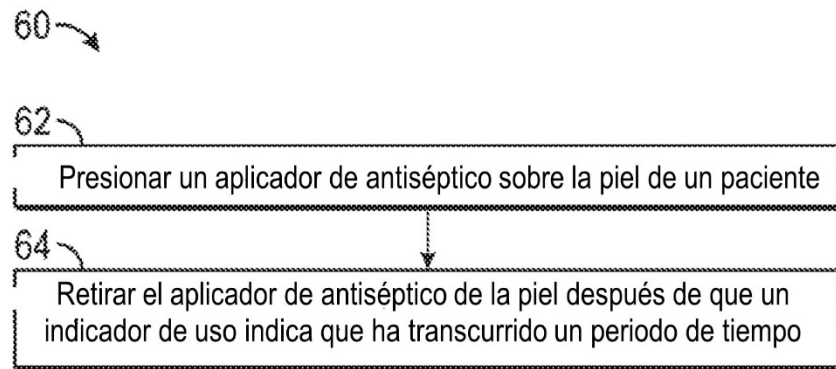 60
62
Presionar un aplicador de antiséptico sobre la piel de un paciente
64
Retirar el aplicador de antiséptico de la piel después de que un
indicador de uso indica que ha transcurrido un periodo de tiempo